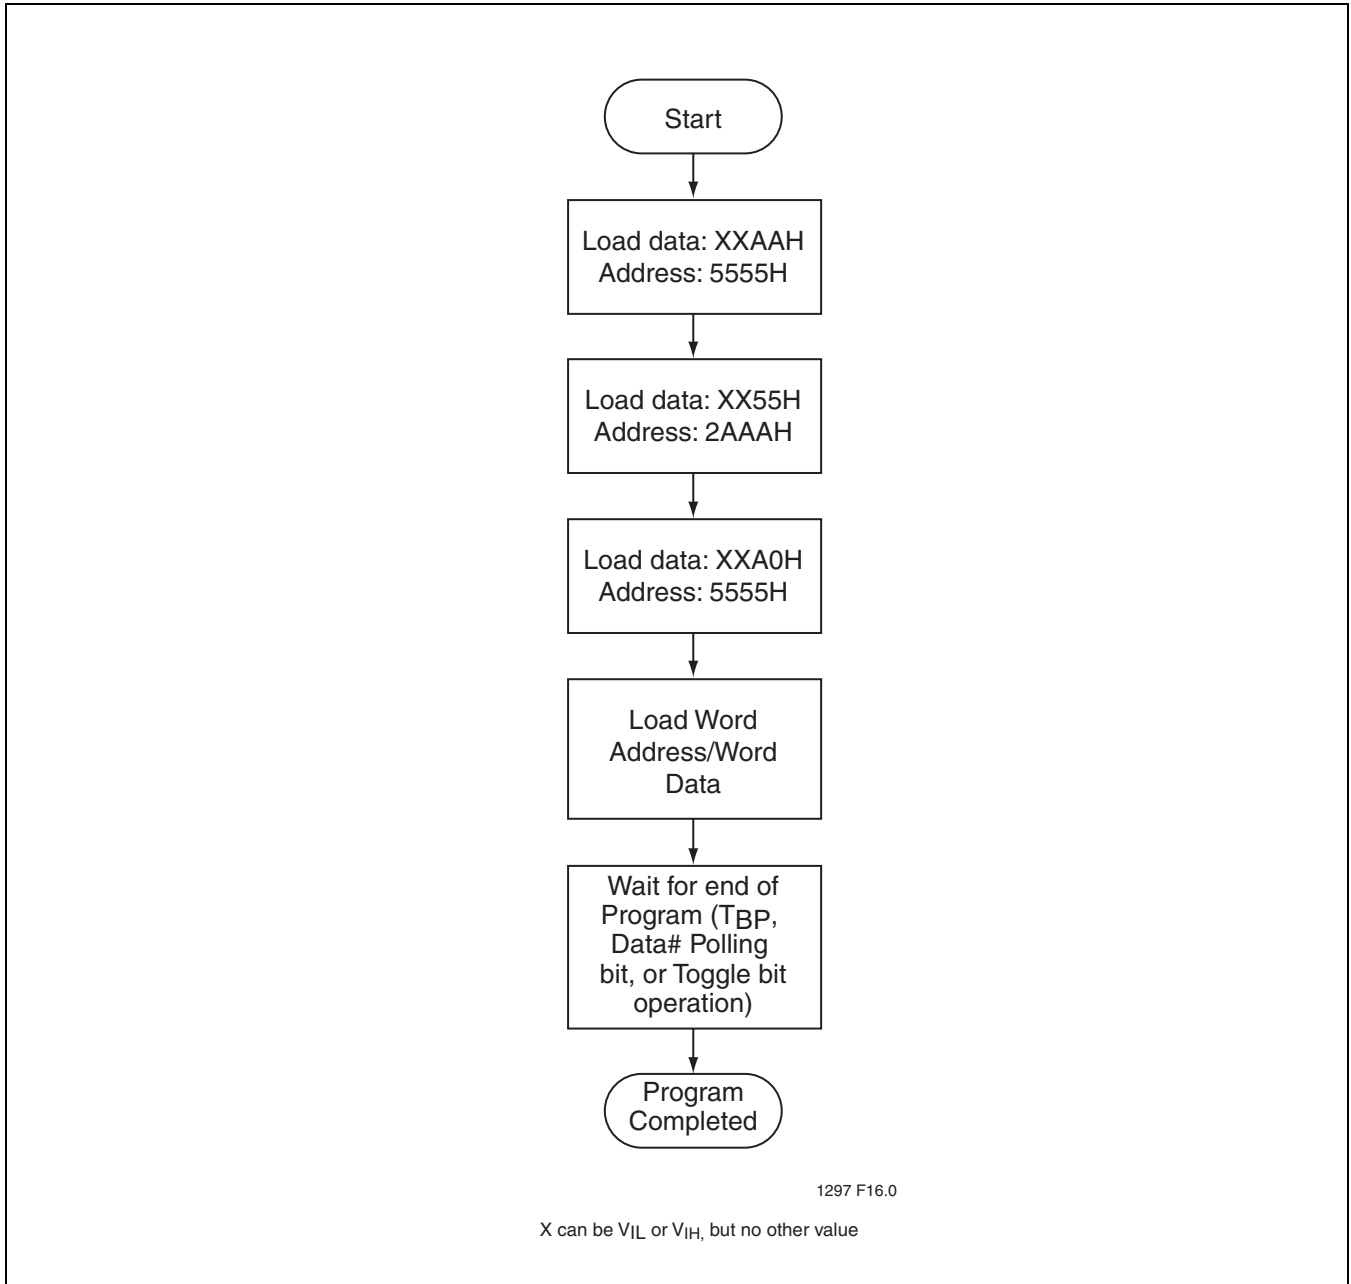 Start
Load data: XXAAH
Address: 5555H
Load data: XX55H
Address: 2AAAH
Load data: XXA0H
Address: 5555H
Load Word
Address/Word
Data
Wait for end of
Program (TBP,
Data# Polling
bit, or Toggle bit
operation)
Program
Completed
1297 F16.0
X can be VIL or VIH, but no other value